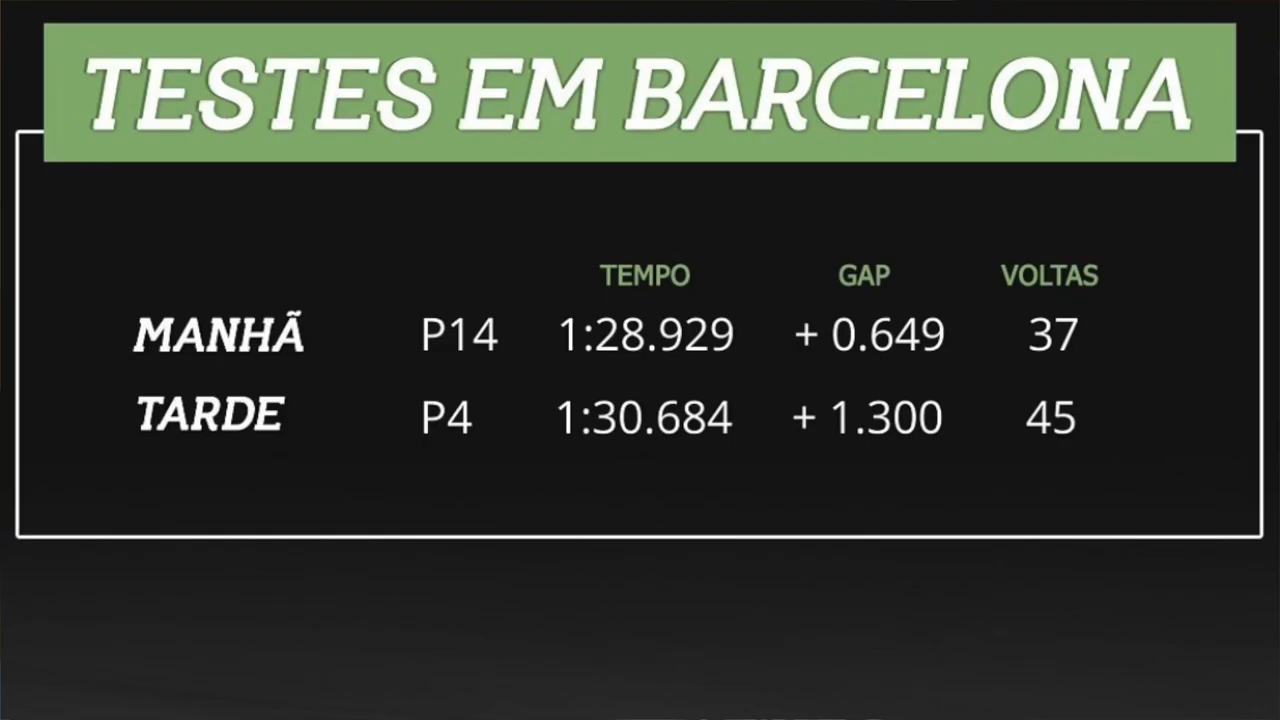 TESTES EM BARCELONA
TEMPO GAP VOLTAS
MANHÃ P14 1:28.929 + 0.649 37
TARDE P4 1:30.684 + 1.300 45